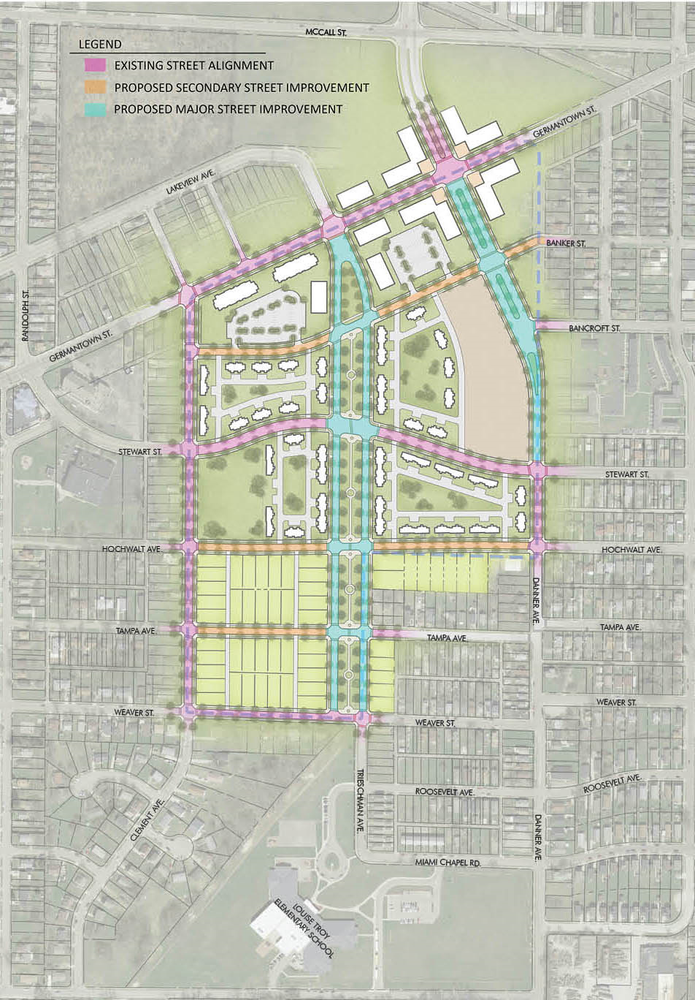 MCCALL ST.
LEGEND
EXISTING STREET ALIGNMENT
PROPOSED SECONDARY STREET IMPROVEMENT
PROPOSED MAJOR STREET IMPROVEMENT
GERMANTOWN ST.
LAKEVIEW AVE.
BANKER ST.
RANDOLPH ST.
BANCROFT ST.
GERMANTOWN ST.
STEWART ST.
STEWART ST.
HOCHWALT AVE.
HOCHWALT AVE.
DANNER AVE.
TAMPA AVE.
TAMPA AVE.
TAMPA AVE.
WEAVER ST.
WEAVER ST.
WEAVER ST.
TRIESCHMAN AVE.
ROOSEVELT AVE.
ROOSEVELT AVE.
CLEMENT AVE.
DANNER AVE.
MIAMI CHAPEL RD.
LOUISE TROY
ELEMENTARY SCHOOL